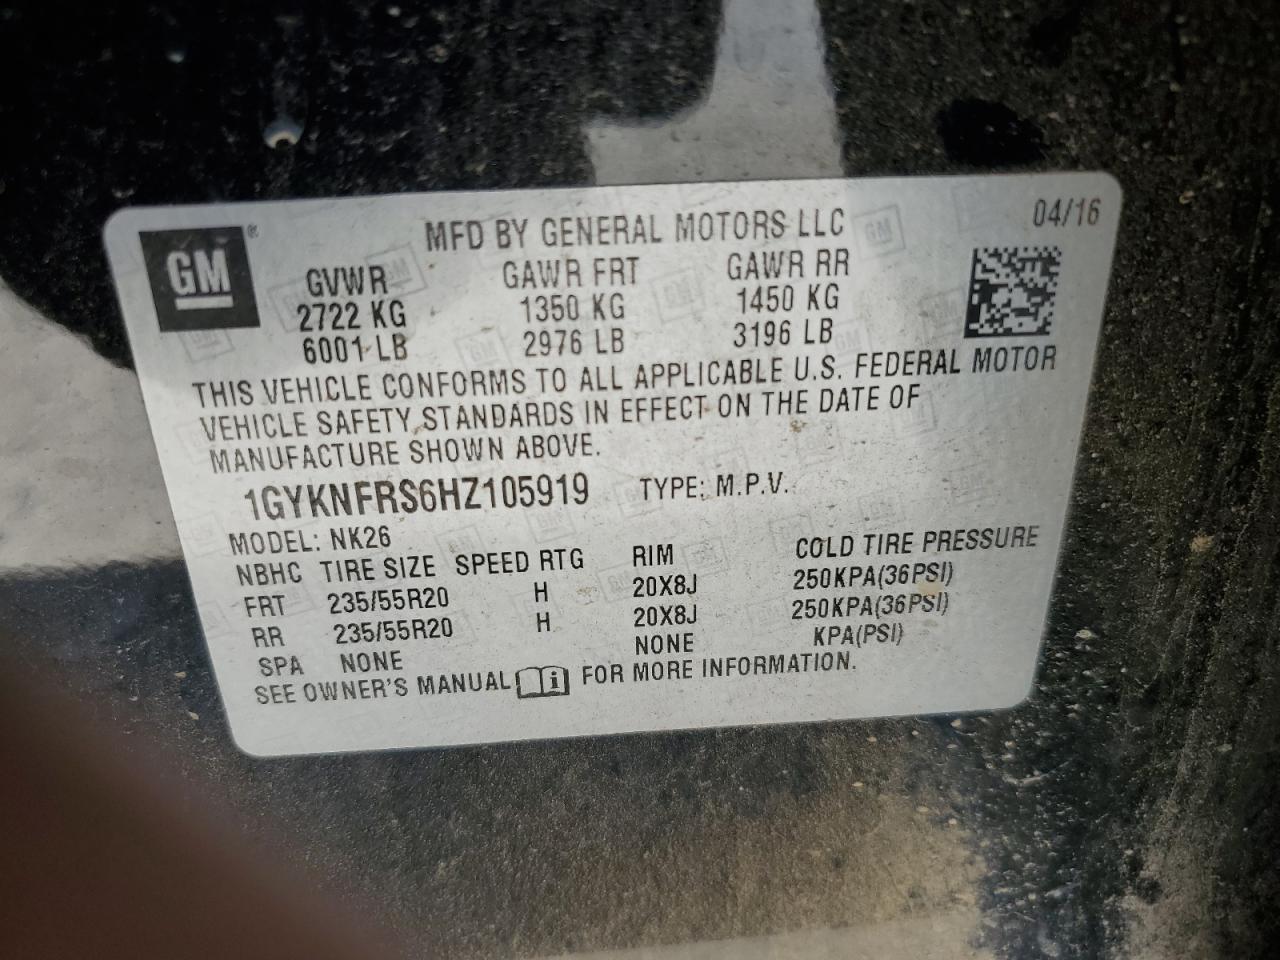 GM ®
MFD BY GENERAL MOTORS LLC
04/16
GVWR GAWR FRT GAWR RR
2722 KG 1350 KG 1450 KG
6001 LB 2976 LB 3196 LB
THIS VEHICLE CONFORMS TO ALL APPLICABLE U.S. FEDERAL MOTOR
VEHICLE SAFETY STANDARDS IN EFFECT ON THE DATE OF
MANUFACTURE SHOWN ABOVE.
1GYKNFRS6HZ105919 TYPE: M.P.V.
MODEL: NK26
NBHC TIRE SIZE SPEED RTG RIM COLD TIRE PRESSURE
FRT 235/55R20 H 20X8J 250KPA(36PSI)
RR 235/55R20 H 20X8J 250KPA(36PSI)
SPA NONE NONE KPA(PSI)
SEE OWNER'S MANUAL i FOR MORE INFORMATION.